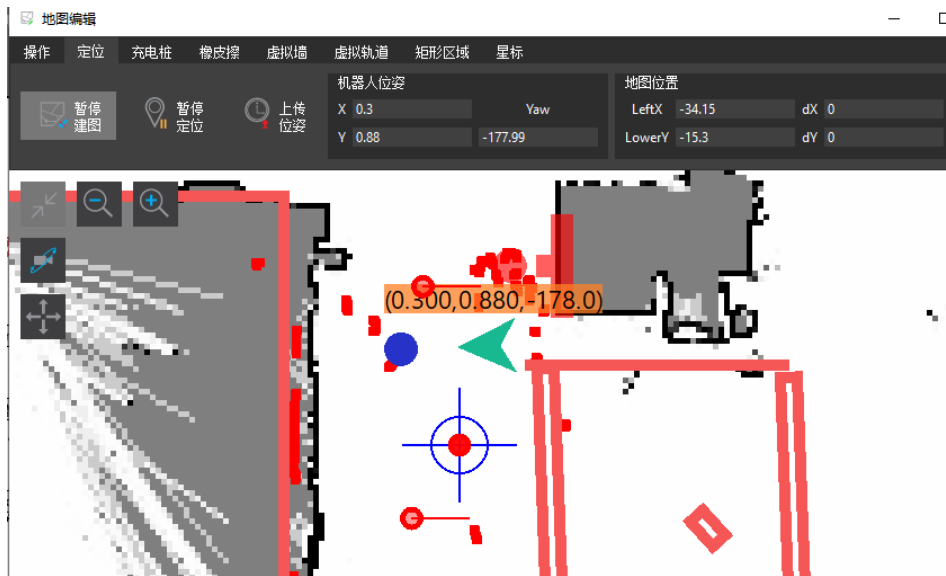 地图编辑
操作 定位 充电桩 橡皮擦 虚拟墙 虚拟轨道 矩形区域 星标
暂停建图
暂停定位
上传位姿
机器人位姿
X 0.3 Yaw
Y 0.88 -177.99
地图位置
LeftX -34.15 dX 0
LowerY -15.3 dY 0
(0.300,0.880,-178.0)